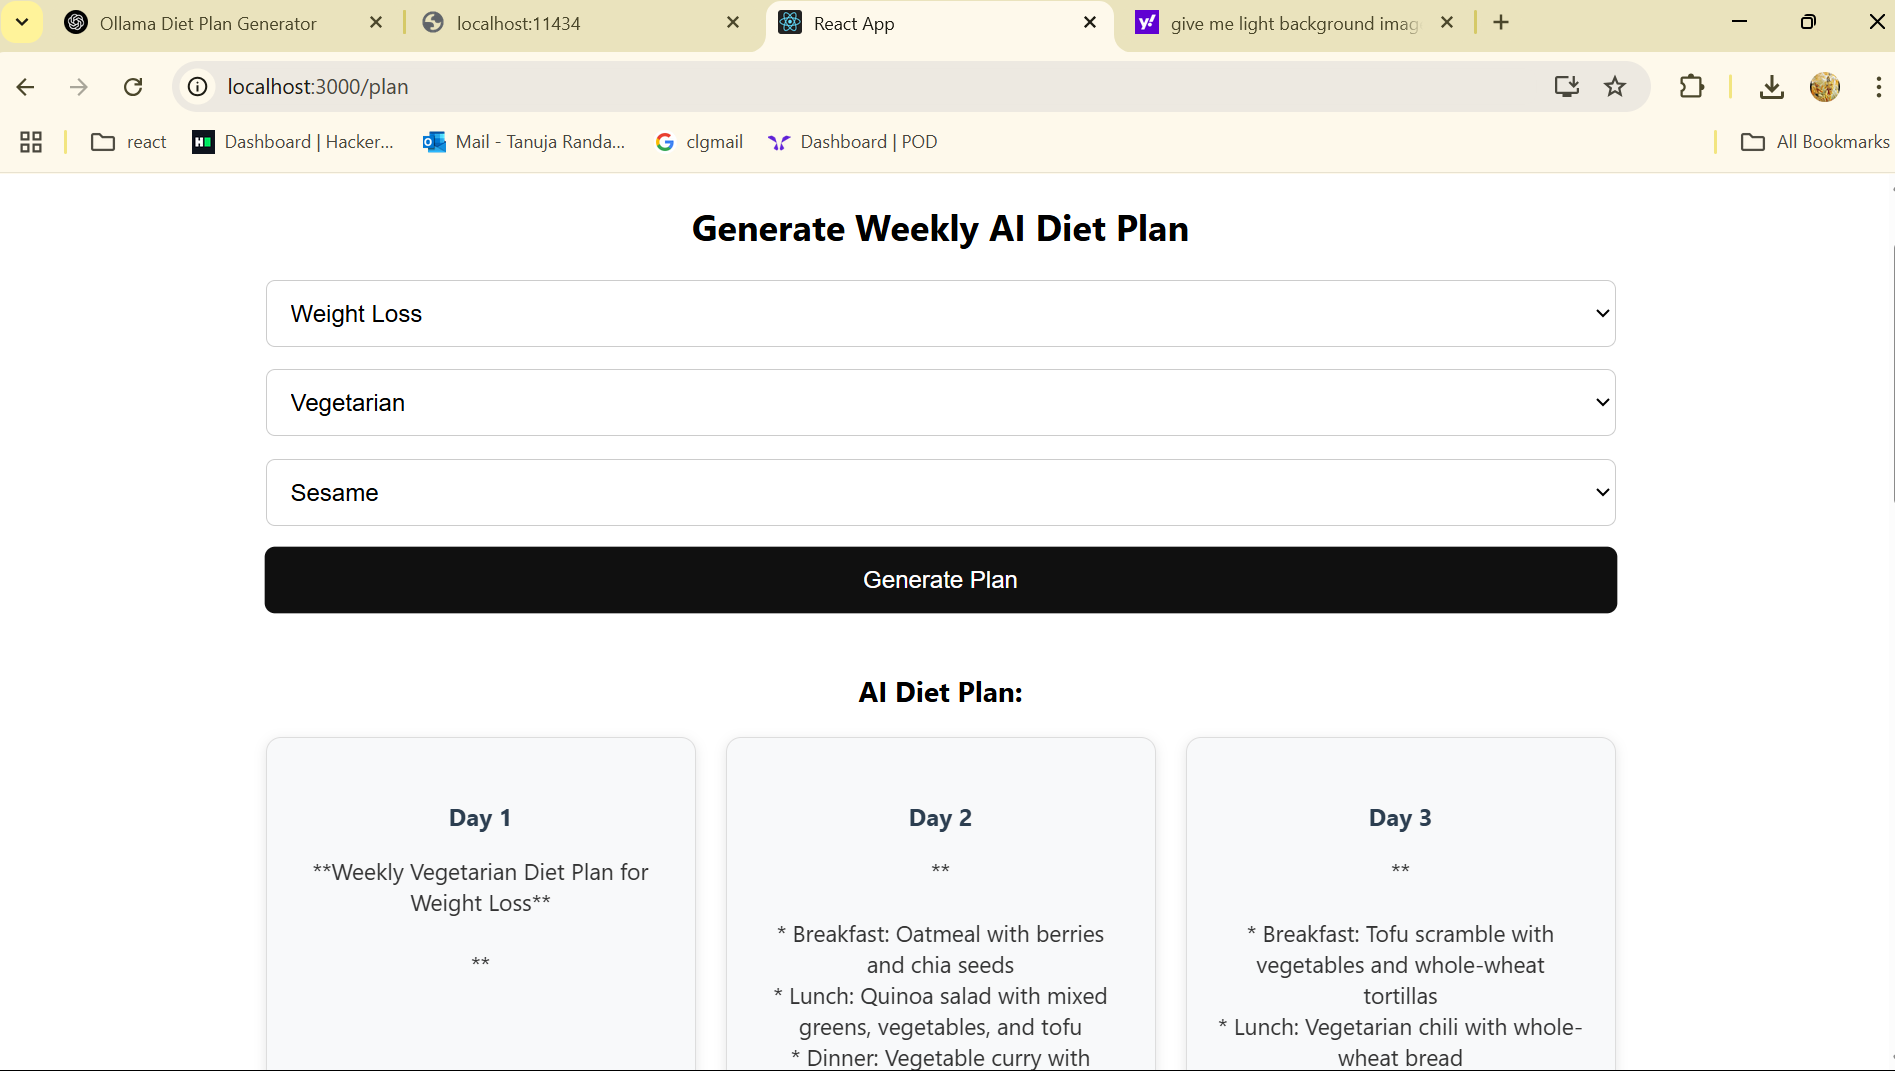 Ollama Diet Plan Generator
localhost:11434
React App
give me light background imag
localhost:3000/plan
react
Dashboard | Hacker...
Mail - Tanuja Randa...
clgmail
Dashboard | POD
All Bookmarks
Generate Weekly AI Diet Plan
Weight Loss
Vegetarian
Sesame
Generate Plan
AI Diet Plan:
Day 1
**Weekly Vegetarian Diet Plan for
Weight Loss**
**
Day 2
**
* Breakfast: Oatmeal with berries
and chia seeds
* Lunch: Quinoa salad with mixed
greens, vegetables, and tofu
* Dinner: Vegetable curry with
Day 3
**
* Breakfast: Tofu scramble with
vegetables and whole-wheat
tortillas
* Lunch: Vegetarian chili with whole-
wheat bread